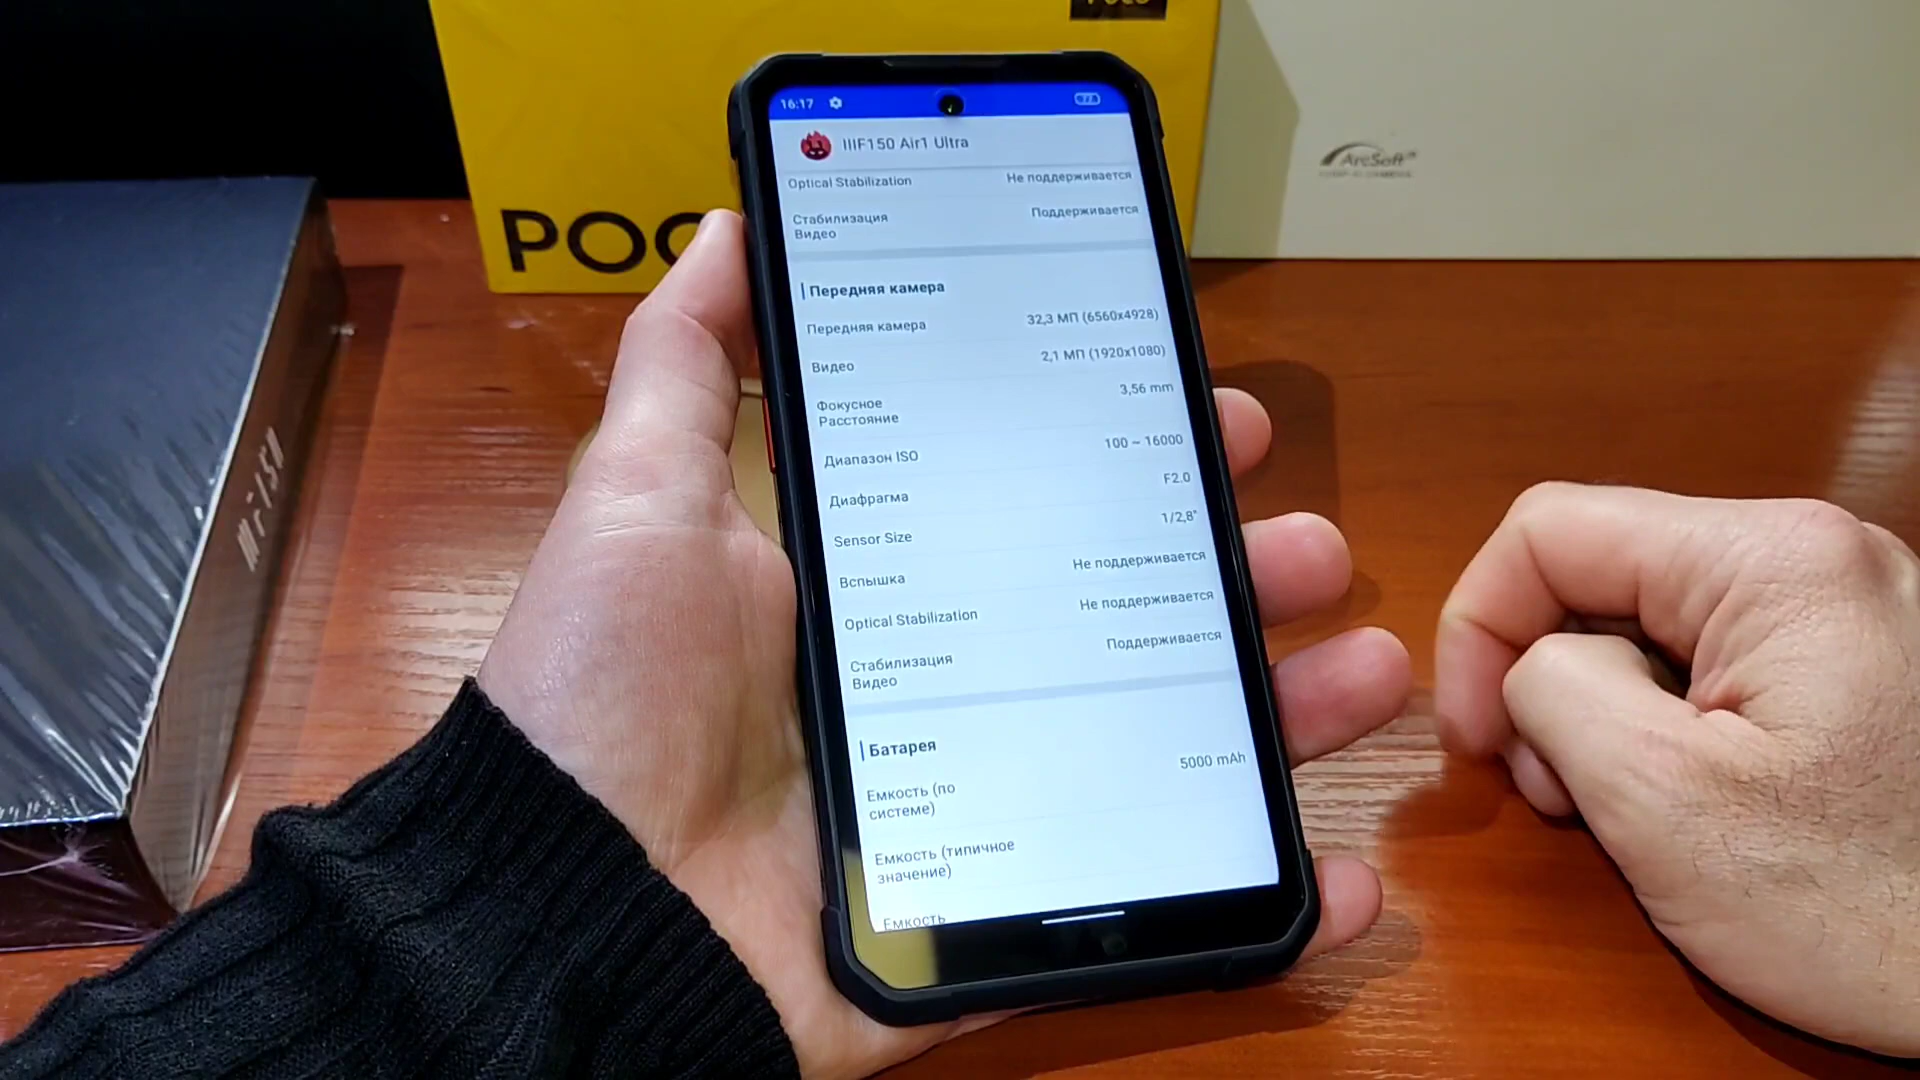 POCO
ArcSoft
IIIF150
16:17
77
IIIF150 Air1 Ultra
Optical Stabilization Не поддерживается
Стабилизация Видео Поддерживается
Передняя камера
Передняя камера 32,3 МП (6560x4928)
Видео 2,1 МП (1920x1080)
Фокусное Расстояние 3,56 mm
Диапазон ISO 100 ~ 16000
Диафрагма F2.0
Sensor Size 1/2,8"
Вспышка Не поддерживается
Optical Stabilization Не поддерживается
Стабилизация Видео Поддерживается
Батарея
Емкость (по системе) 5000 mAh
Емкость (типичное значение)
Емкость